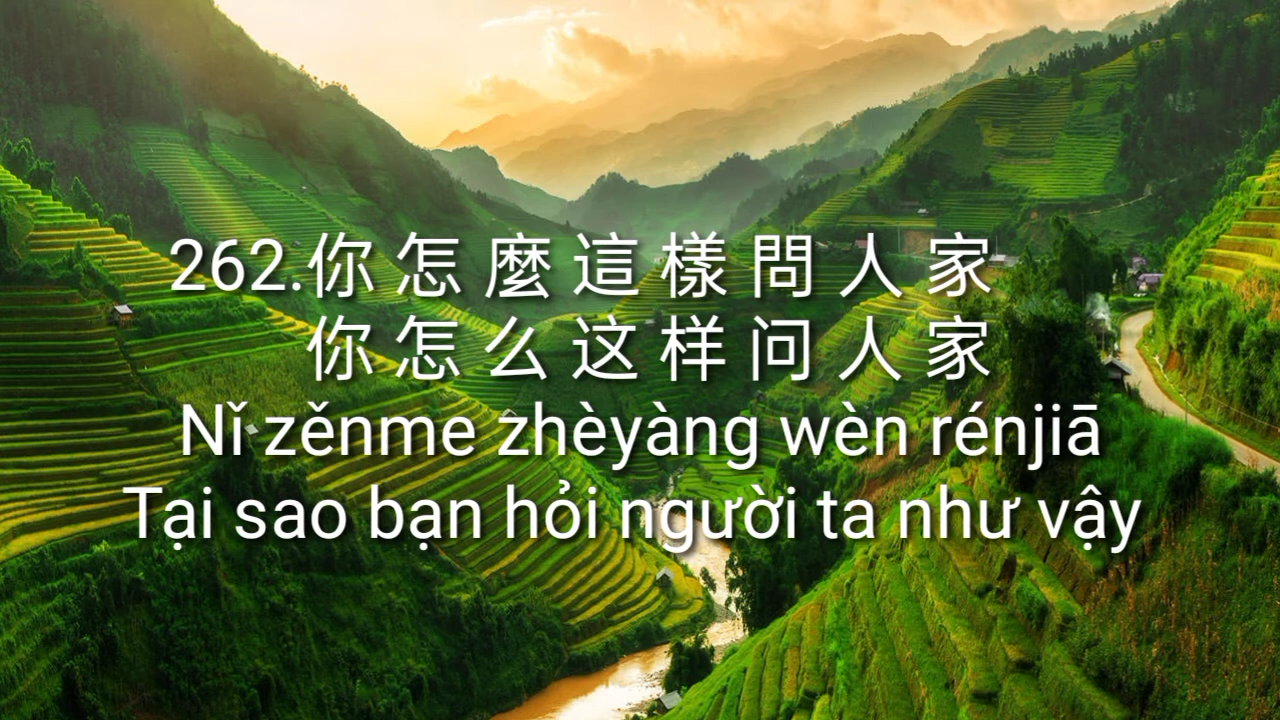 262.你 怎 麼 這 樣 問 人 家
你 怎 么 这 样 问 人 家
Nǐ zěnme zhèyàng wèn rénjiā
Tại sao bạn hỏi người ta như vậy